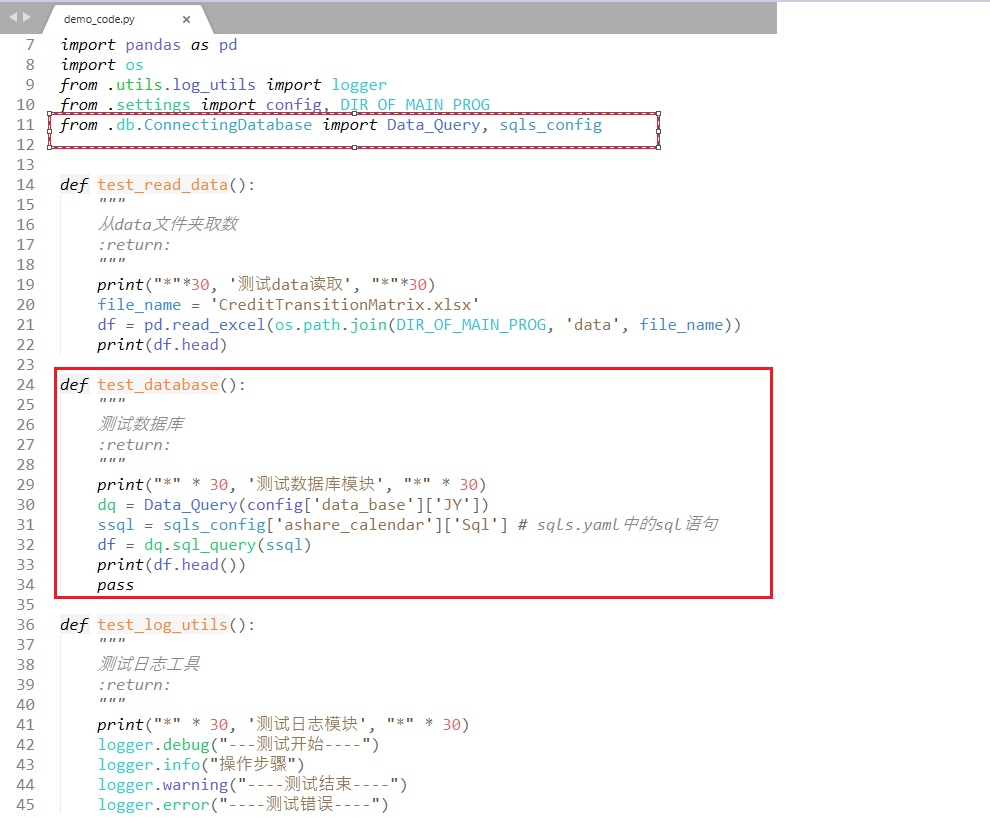 demo_code.py ×
7 import pandas as pd
8 import os
9 from .utils.log_utils import logger
10 from .settings import config, DIR_OF_MAIN_PROG
11 from .db.ConnectingDatabase import Data_Query, sqls_config
12
13
14 def test_read_data():
15 """
16 从data文件夹取数
17 :return:
18 """
19 print("*"*30, '测试data读取', "*"*30)
20 file_name = 'CreditTransitionMatrix.xlsx'
21 df = pd.read_excel(os.path.join(DIR_OF_MAIN_PROG, 'data', file_name))
22 print(df.head)
23
24 def test_database():
25 """
26 测试数据库
27 :return:
28 """
29 print("*" * 30, '测试数据库模块', "*" * 30)
30 dq = Data_Query(config['data_base']['JY'])
31 ssql = sqls_config['ashare_calendar']['Sql'] # sqls.yaml中的sql语句
32 df = dq.sql_query(ssql)
33 print(df.head())
34 pass
35
36 def test_log_utils():
37 """
38 测试日志工具
39 :return:
40 """
41 print("*" * 30, '测试日志模块', "*" * 30)
42 logger.debug("---测试开始----")
43 logger.info("操作步骤")
44 logger.warning("----测试结束----")
45 logger.error("----测试错误----")